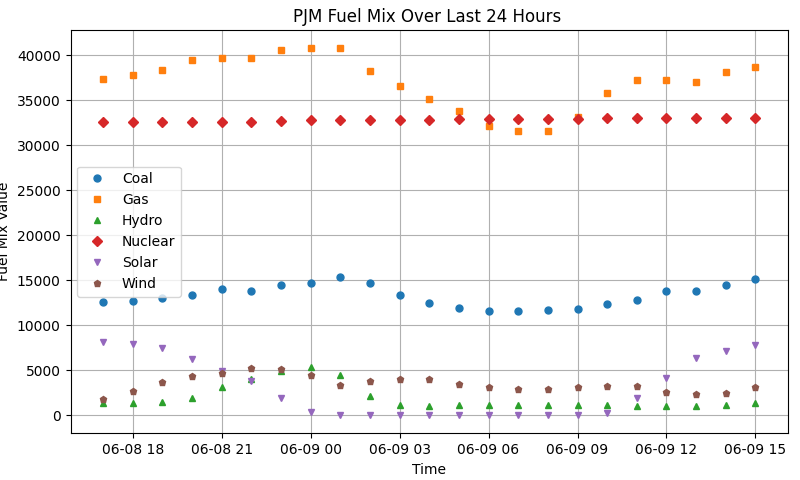 PJM Fuel Mix Over Last 24 Hours
40000
35000
30000
25000
20000
15000
10000
5000
0
Fuel Mix Value
Coal
Gas
Hydro
Nuclear
Solar
Wind
06-08 18 06-08 21 06-09 00 06-09 03 06-09 06 06-09 09 06-09 12 06-09 15
Time